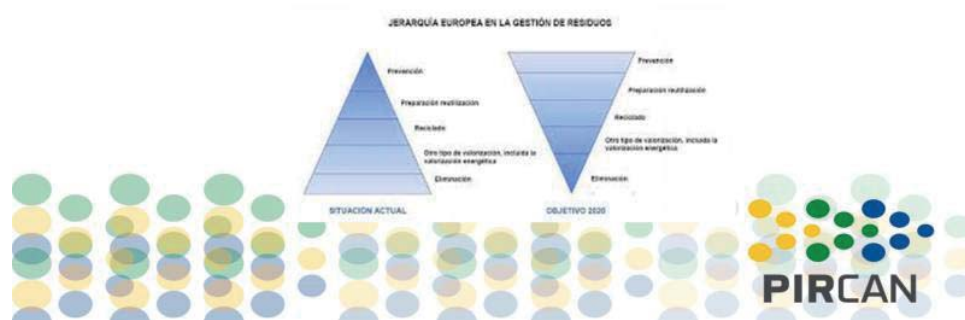 JERARQUÍA EUROPEA EN LA GESTIÓN DE RESIDUOS
Prevención
Preparación reutilización
Reciclado
Otro tipo de valorización, incluida la
valorización energética
Eliminación
SITUACIÓN ACTUAL
Prevención
Preparación reutilización
Reciclado
Otro tipo de valorización, incluida la
valorización energética
Eliminación
OBJETIVO 2020
PIRCAN